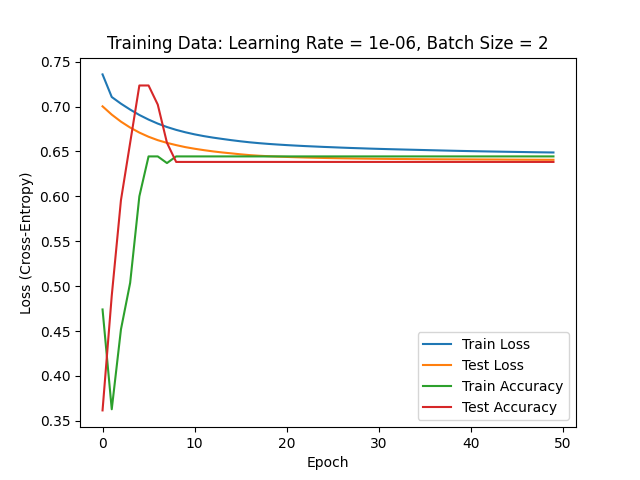 Training Data: Learning Rate = 1e-06, Batch Size = 2
0.75
0.70
0.65
0.60
0.55
0.50
0.45
0.40
0.35
Loss (Cross-Entropy)
Train Loss
Test Loss
Train Accuracy
Test Accuracy
0 10 20 30 40 50
Epoch